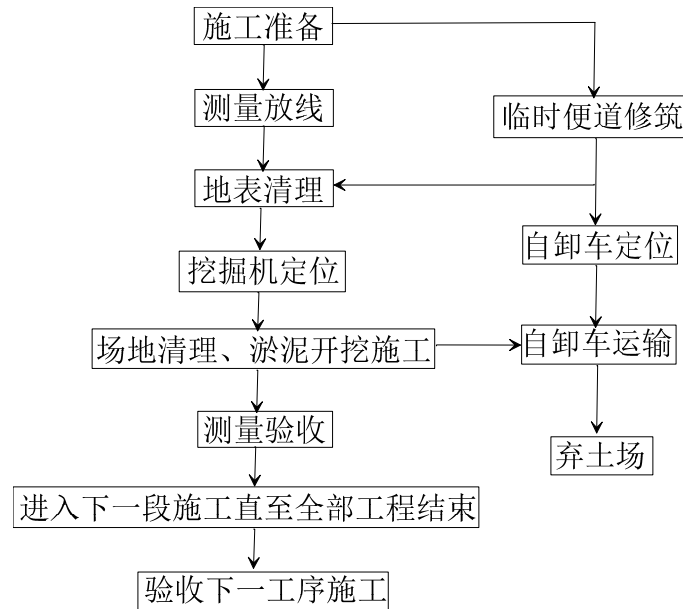 施工准备
测量放线
临时便道修筑
地表清理
自卸车定位
挖掘机定位
场地清理、淤泥开挖施工
自卸车运输
测量验收
弃土场
进入下一段施工直至全部工程结束
验收下一工序施工